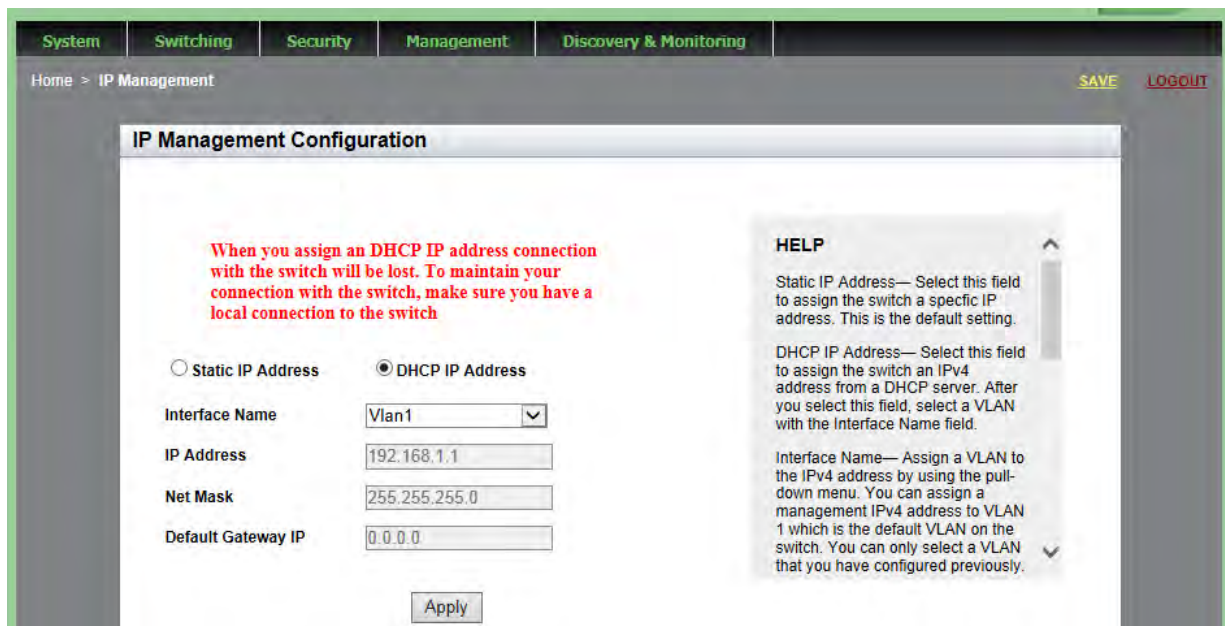 System Switching Security Management Discovery & Monitoring
Home > IP Management
SAVE LOGOUT
IP Management Configuration
When you assign an DHCP IP address connection
with the switch will be lost. To maintain your
connection with the switch, make sure you have a
local connection to the switch
Static IP Address DHCP IP Address
Interface Name Vlan1
IP Address 192.168.1.1
Net Mask 255.255.255.0
Default Gateway IP 0.0.0.0
Apply
HELP
Static IP Address— Select this field
to assign the switch a specfic IP
address. This is the default setting.
DHCP IP Address— Select this field
to assign the switch an IPv4
address from a DHCP server. After
you select this field, select a VLAN
with the Interface Name field.
Interface Name— Assign a VLAN to
the IPv4 address by using the pull-
down menu. You can assign a
management IPv4 address to VLAN
1 which is the default VLAN on the
switch. You can only select a VLAN
that you have configured previously.